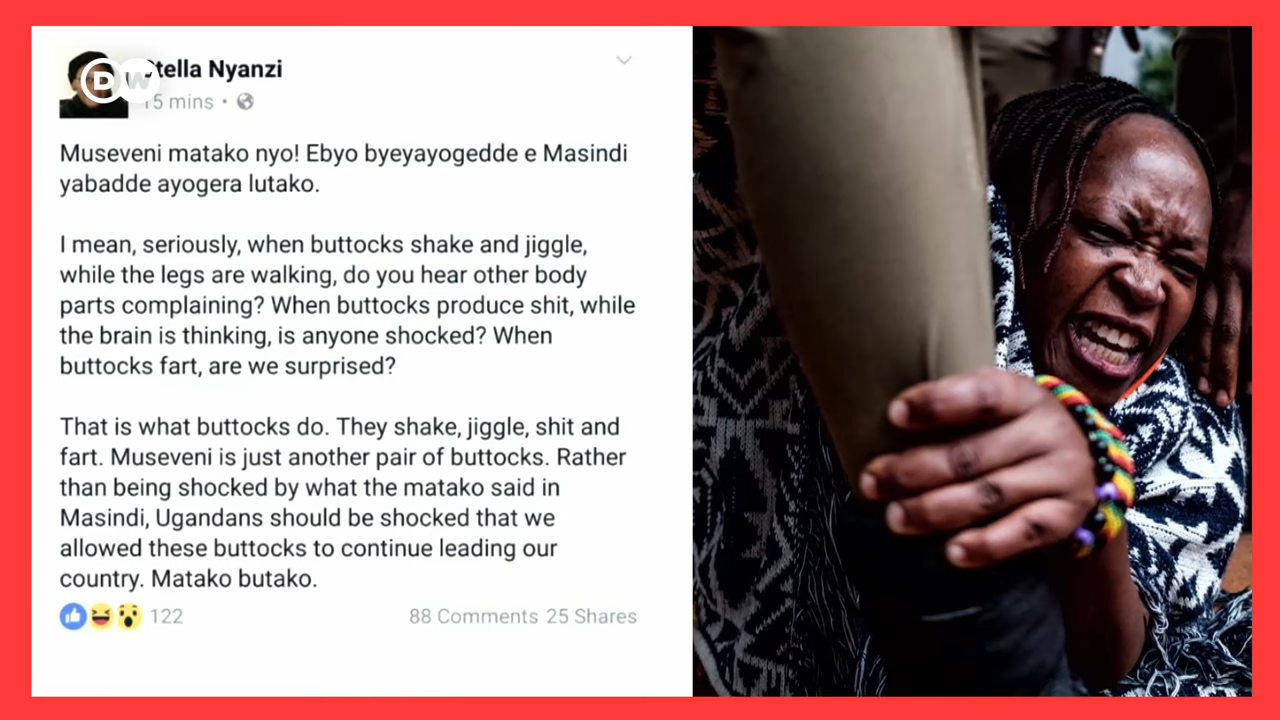 DW
Stella Nyanzi
15 mins
Museveni matako nyo! Ebyo byeyayogedde e Masindi
yabadde ayogera lutako.
I mean, seriously, when buttocks shake and jiggle,
while the legs are walking, do you hear other body
parts complaining? When buttocks produce shit, while
the brain is thinking, is anyone shocked? When
buttocks fart, are we surprised?
That is what buttocks do. They shake, jiggle, shit and
fart. Museveni is just another pair of buttocks. Rather
than being shocked by what the matako said in
Masindi, Ugandans should be shocked that we
allowed these buttocks to continue leading our
country. Matako butako.
122
88 Comments 25 Shares